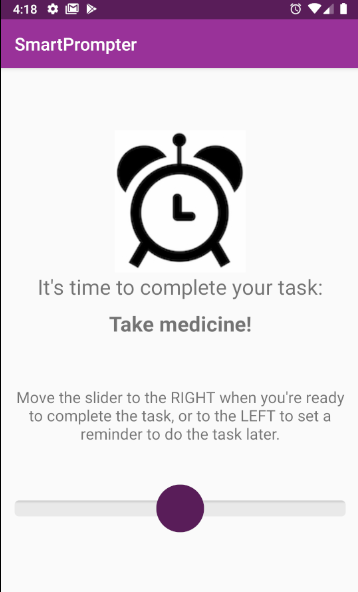 4:18
SmartPrompter
It's time to complete your task:
Take medicine!
Move the slider to the RIGHT when you're ready
to complete the task, or to the LEFT to set a
reminder to do the task later.